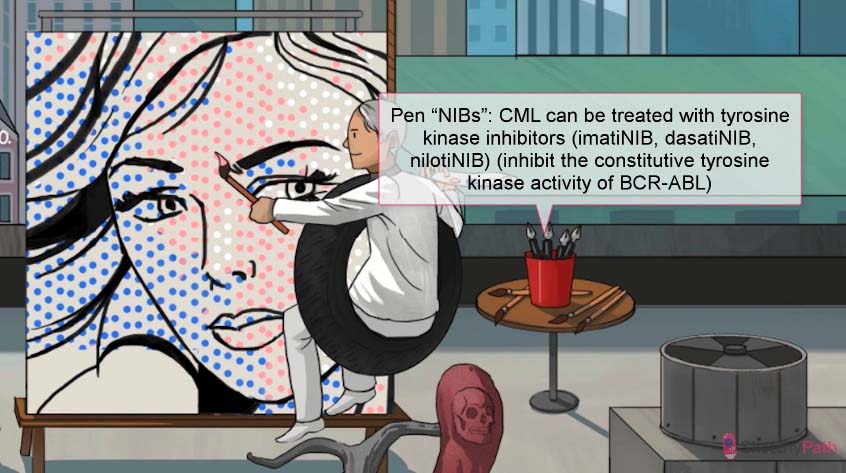 Pen “NIBs”: CML can be treated with tyrosine
kinase inhibitors (imatiNIB, dasatiNIB,
nilotiNIB) (inhibit the constitutive tyrosine
kinase activity of BCR-ABL)
SketchyPath